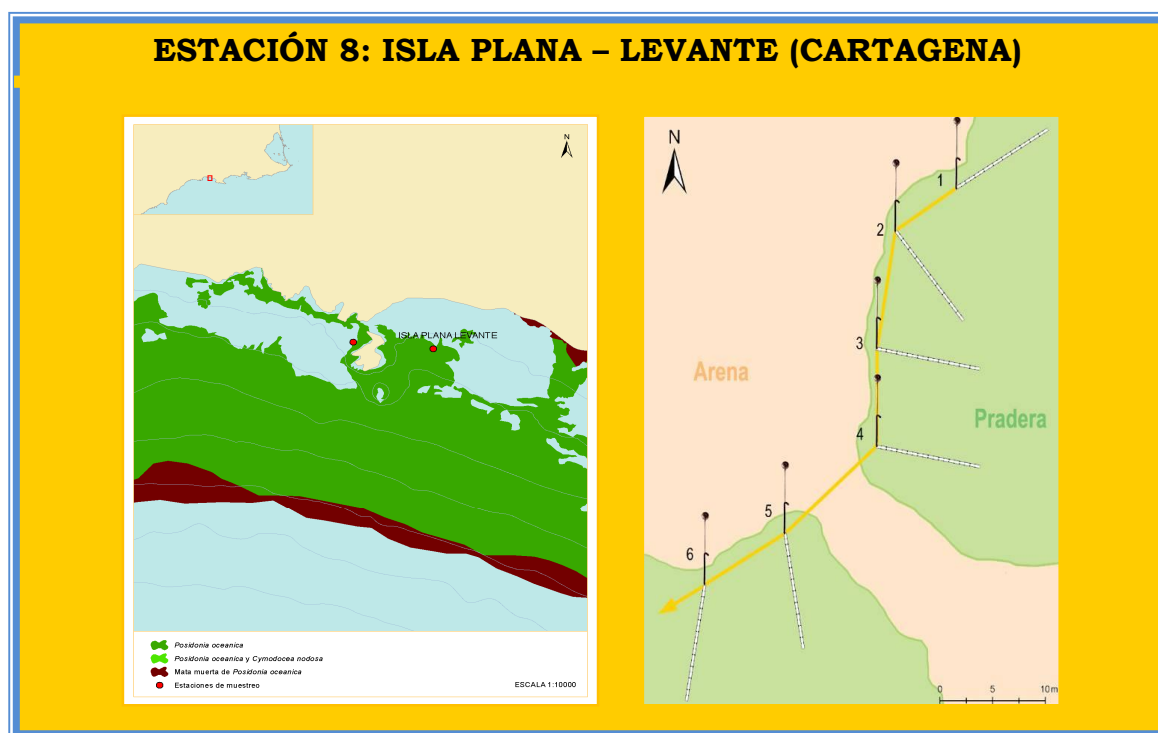 ESTACIÓN 8: ISLA PLANA – LEVANTE (CARTAGENA)
N
ISLA PLANA LEVANTE
Posidonia oceanica
Posidonia oceanica y Cymodocea nodosa
Mata muerta de Posidonia oceanica
Estaciones de muestreo
ESCALA 1:10000
N
1
2
3
Arena
Pradera
4
5
6
0 5 10m